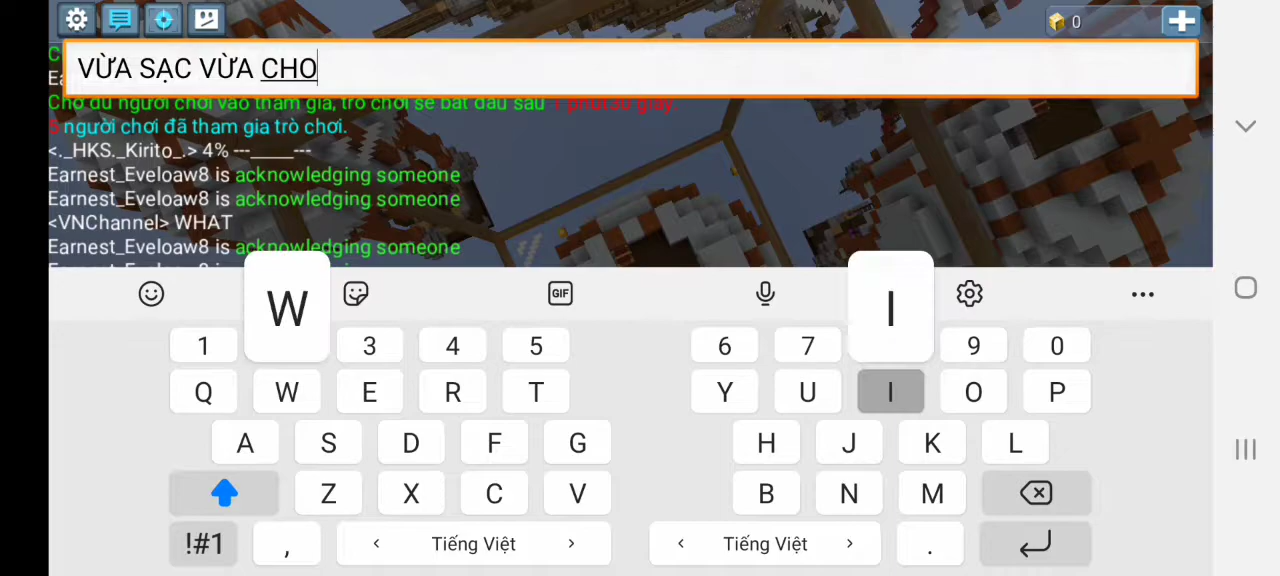 0
VỪA SẠC VỪA CHO
Chờ đủ người chơi vào tham gia, trò chơi sẽ bắt đầu sau 1 phút30 giây.
5 người chơi đã tham gia trò chơi.
<._HKS._Kirito_.> 4% ---_____---
Earnest_Eveloaw8 is acknowledging someone
Earnest_Eveloaw8 is acknowledging someone
<VNChannel> WHAT
Earnest_Eveloaw8 is acknowledging someone
W GIF I
1 3 4 5 6 7 9 0
Q W E R T Y U I O P
A S D F G H J K L
Z X C V B N M
!#1 , < Tiếng Việt > < Tiếng Việt > .